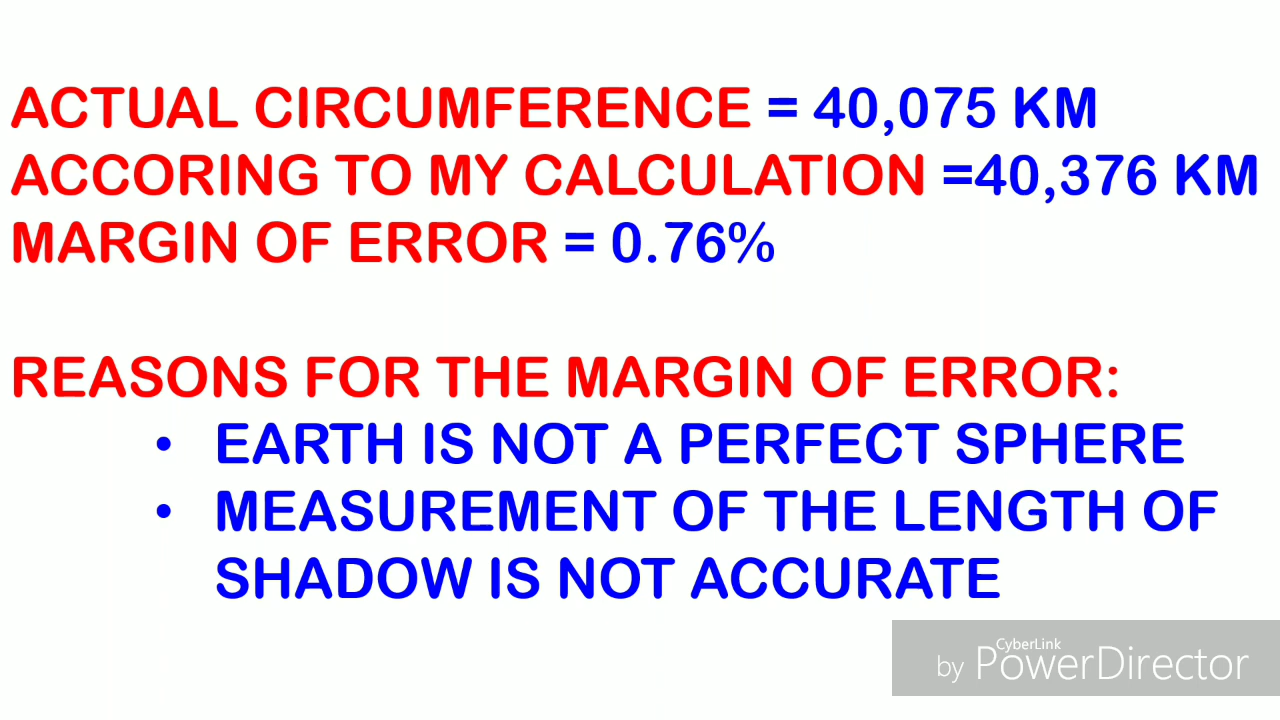 ACTUAL CIRCUMFERENCE = 40,075 KM
ACCORING TO MY CALCULATION =40,376 KM
MARGIN OF ERROR = 0.76%
REASONS FOR THE MARGIN OF ERROR:
• EARTH IS NOT A PERFECT SPHERE
• MEASUREMENT OF THE LENGTH OF
SHADOW IS NOT ACCURATE
CyberLink
by PowerDirector